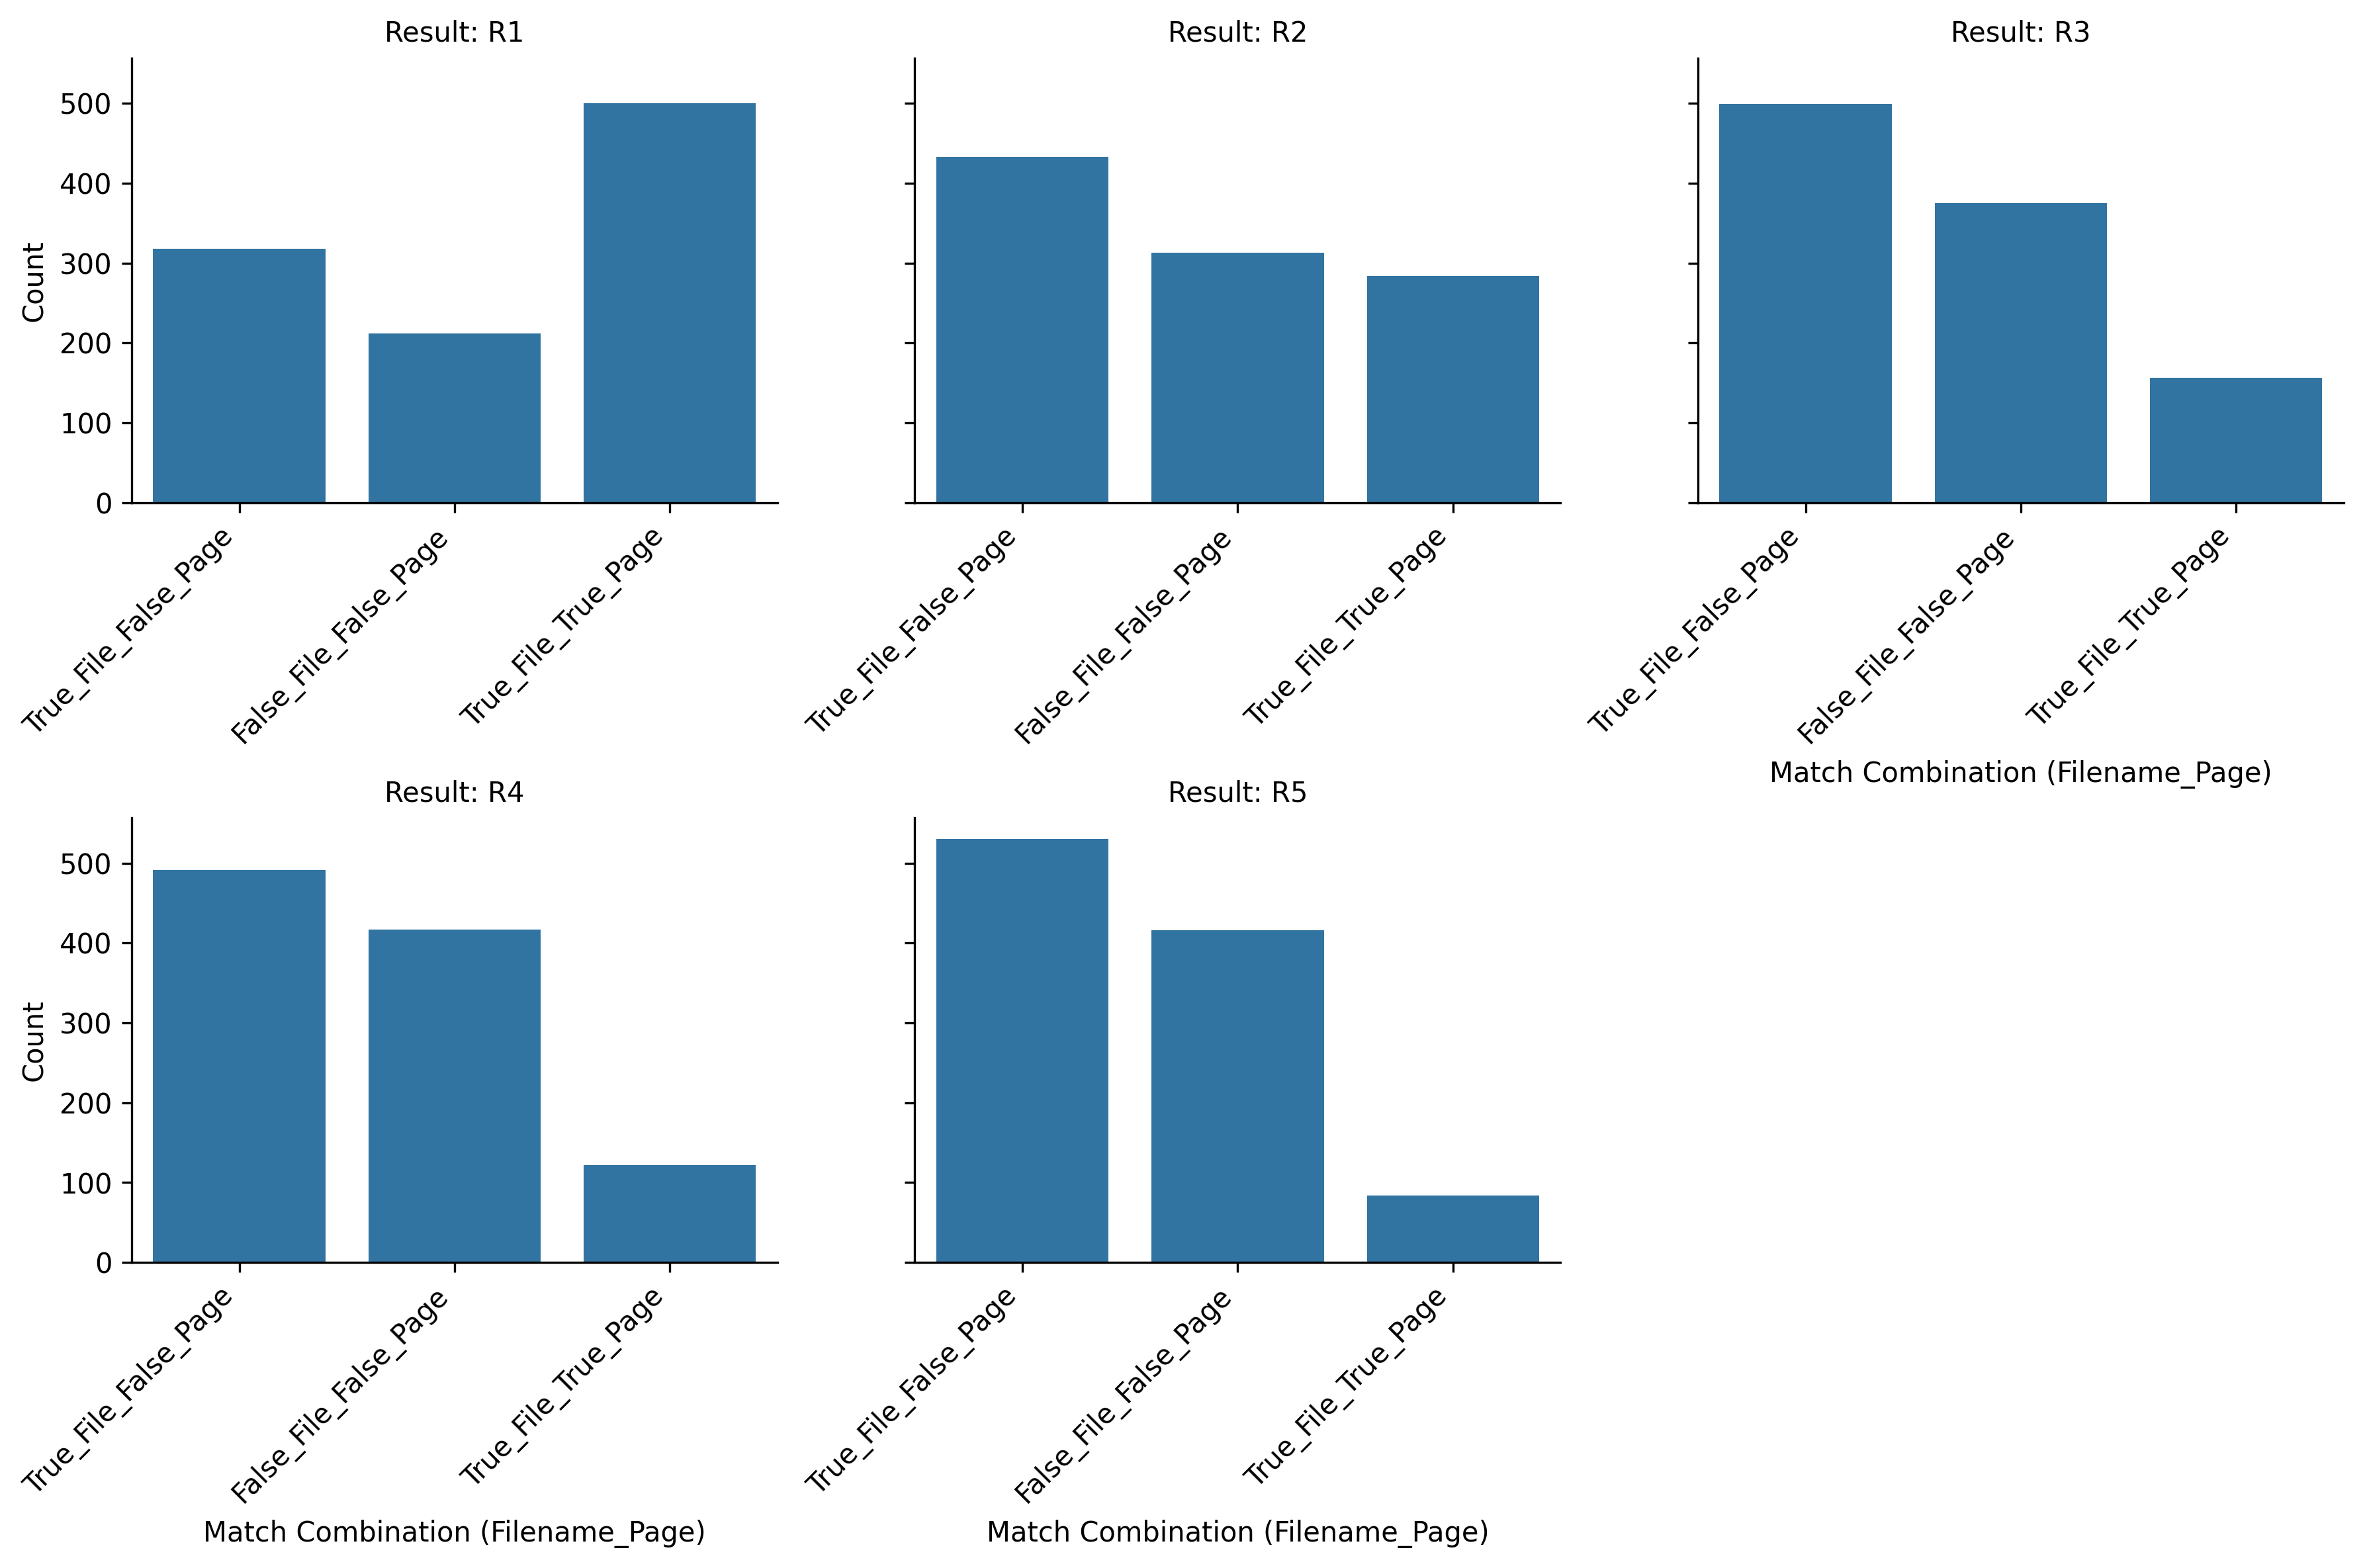 Result: R1
Count
500
400
300
200
100
0
True_File_False_Page
False_File_False_Page
True_File_True_Page
Result: R2
True_File_False_Page
False_File_False_Page
True_File_True_Page
Result: R3
True_File_False_Page
False_File_False_Page
True_File_True_Page
Match Combination (Filename_Page)
Result: R4
Count
500
400
300
200
100
0
True_File_False_Page
False_File_False_Page
True_File_True_Page
Match Combination (Filename_Page)
Result: R5
True_File_False_Page
False_File_False_Page
True_File_True_Page
Match Combination (Filename_Page)